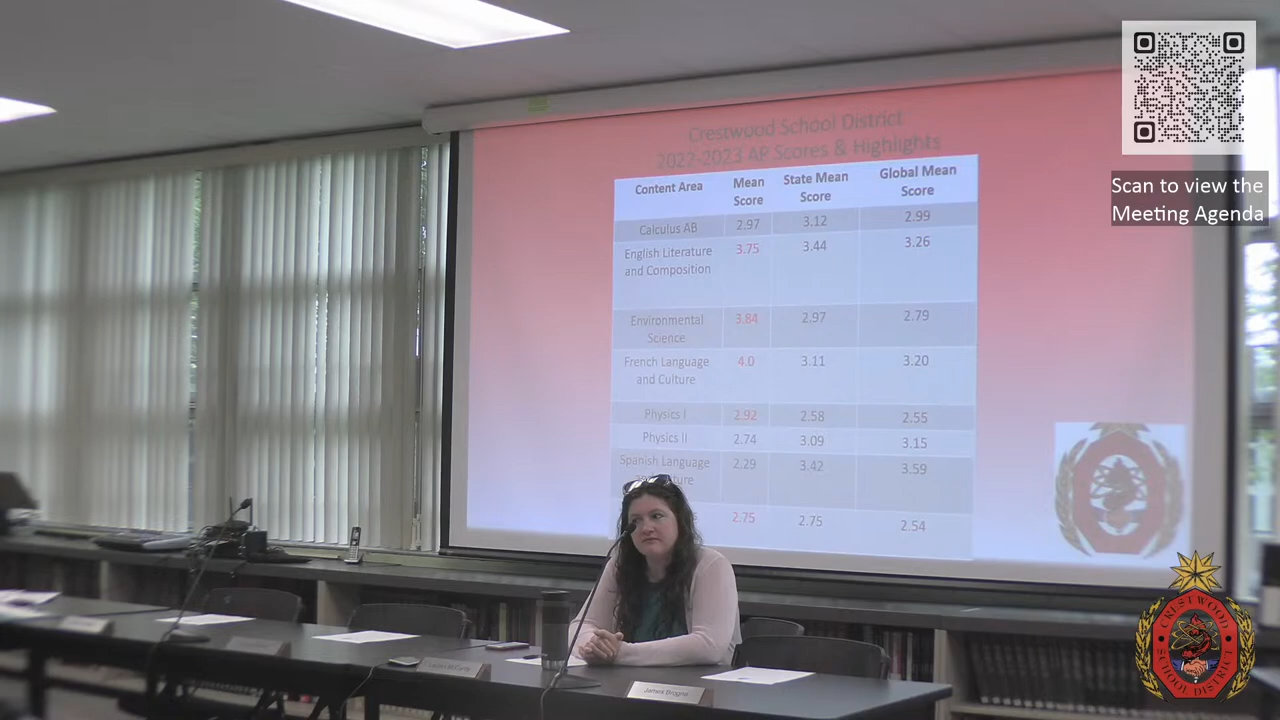 Crestwood School District
2022-2023 AP Scores & Highlights
Content Area Mean Score State Mean Score Global Mean Score
Calculus AB 2.97 3.12 2.99
English Literature and Composition 3.75 3.44 3.26
Environmental Science 3.84 2.97 2.79
French Language and Culture 4.0 3.11 3.20
Physics I 2.92 2.58 2.55
Physics II 2.74 3.09 3.15
Spanish Language 2.29 3.42 3.59
2.75 2.75 2.54
Scan to view the
Meeting Agenda
James Brogna
CRESTWOOD
SCHOOL DISTRICT